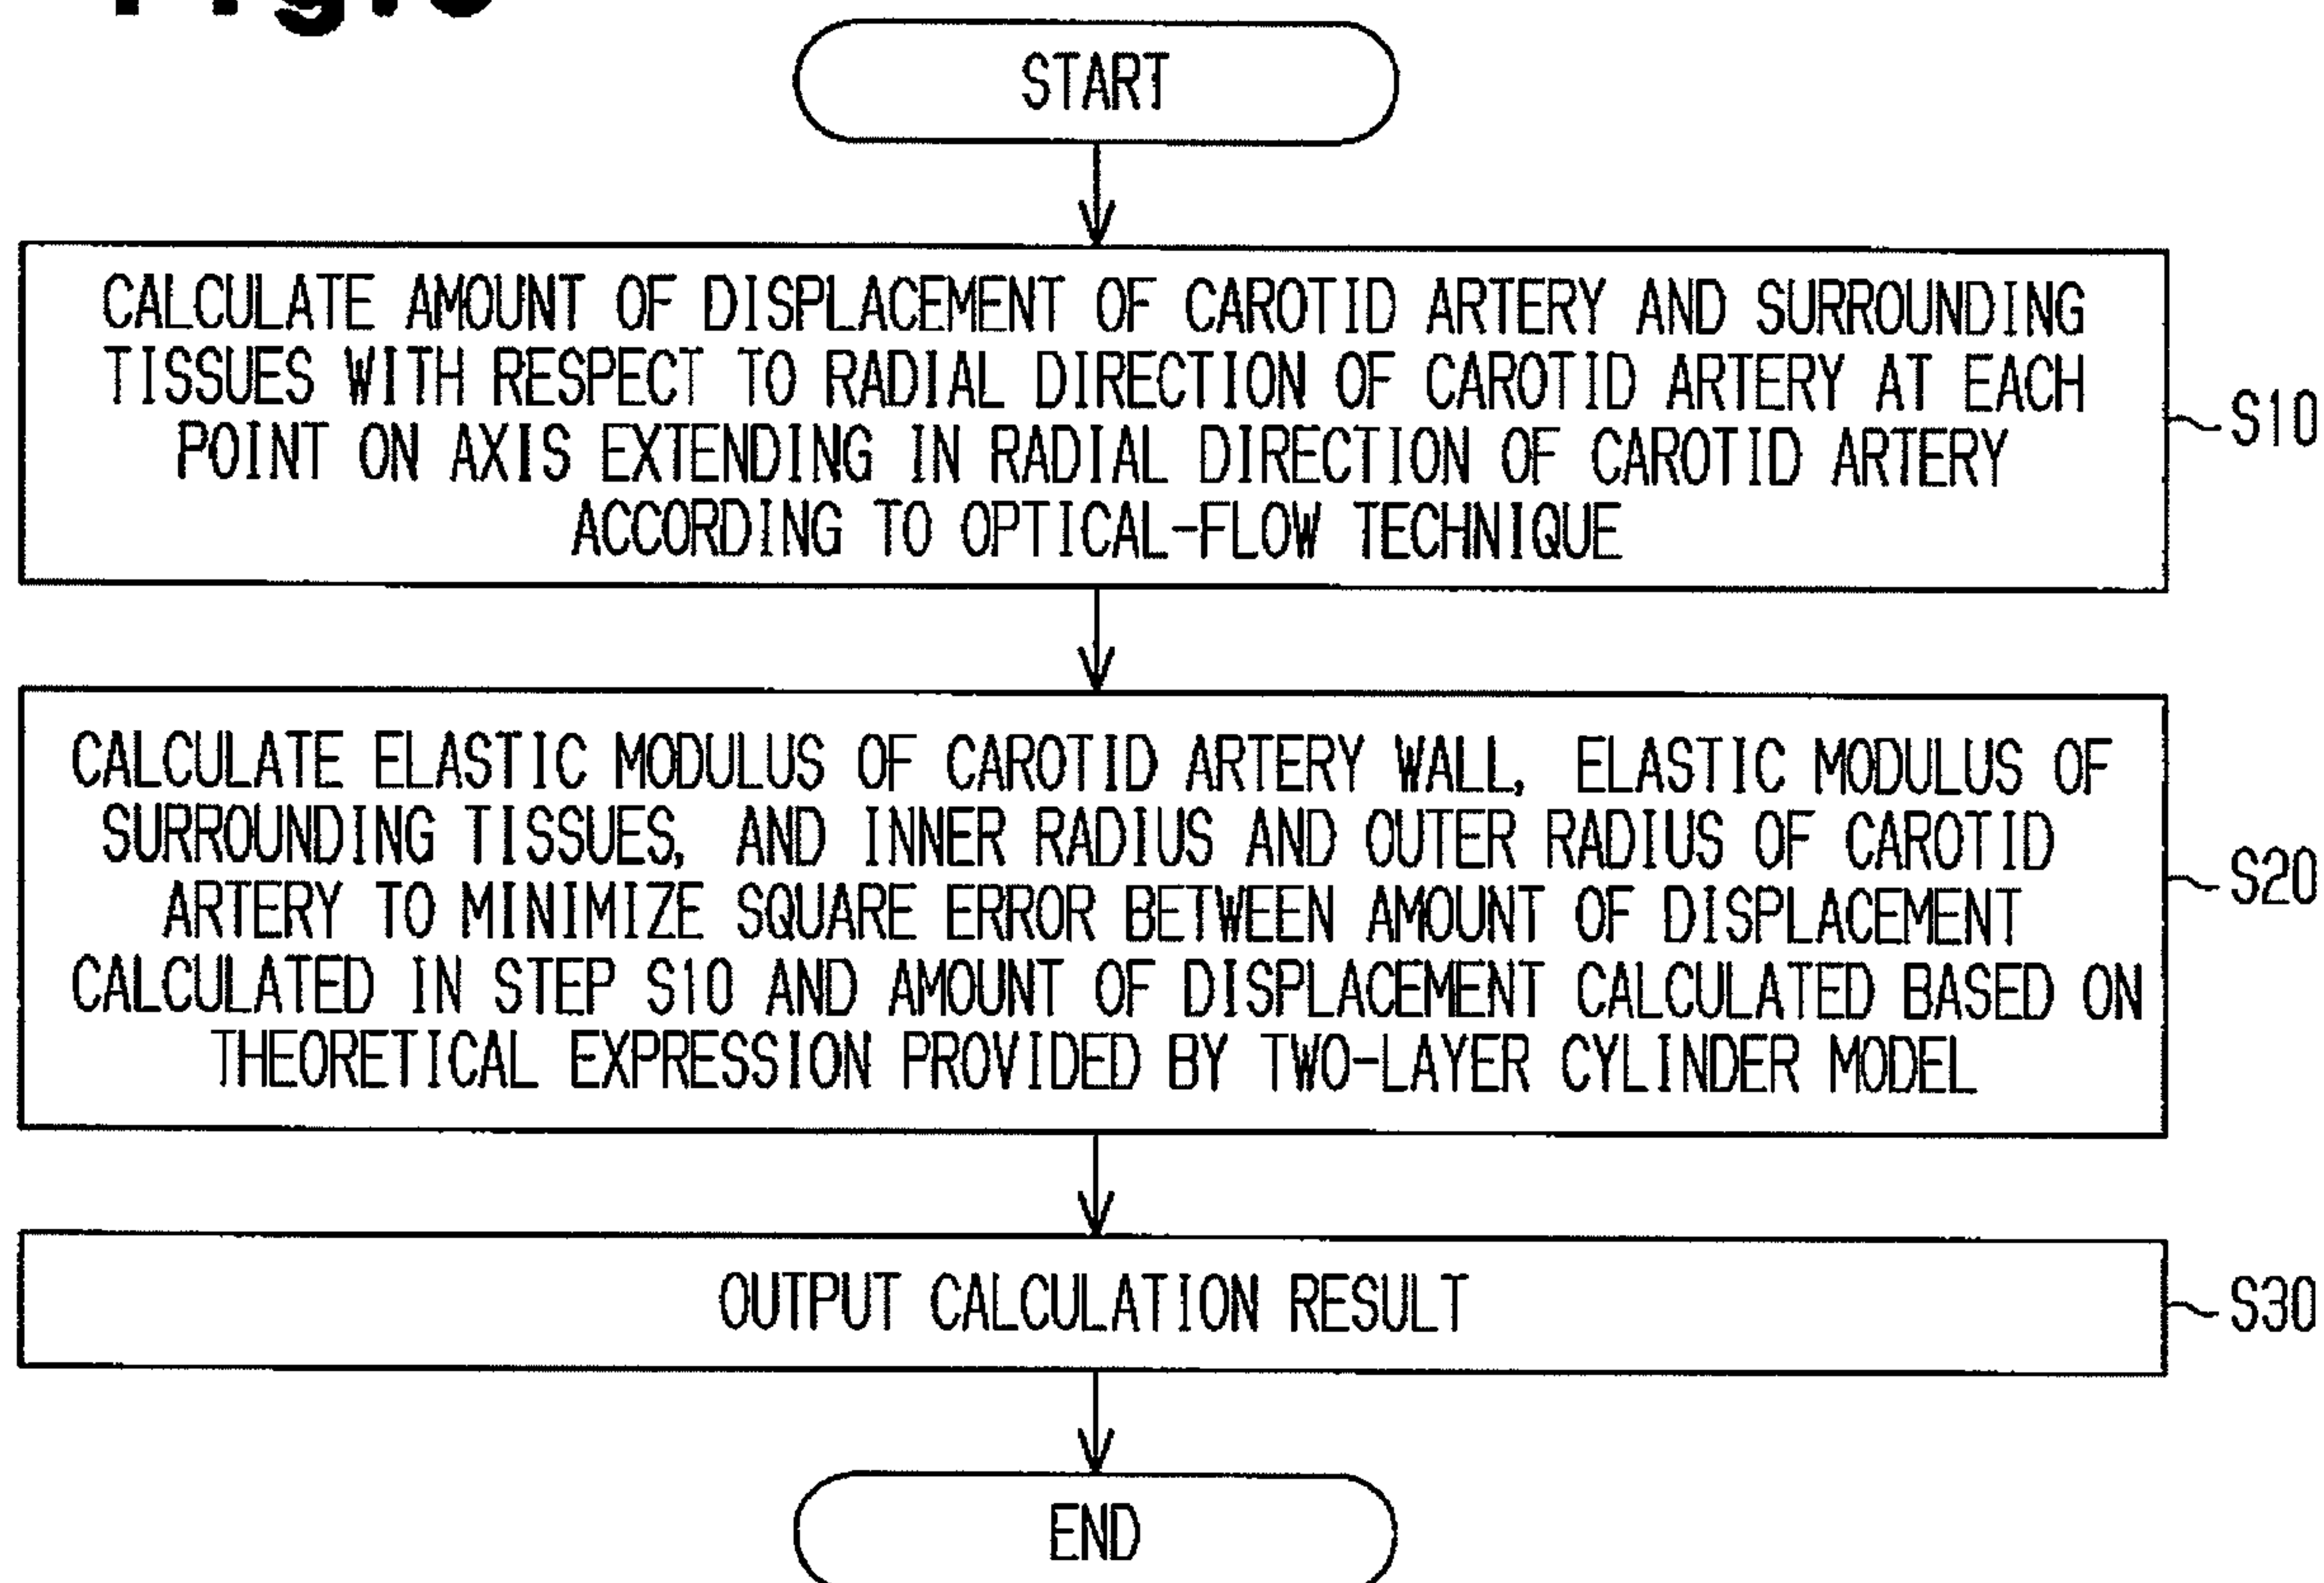 START
CALCULATE AMOUNT OF DISPLACEMENT OF CAROTID ARTERY AND SURROUNDING
TISSUES WITH RESPECT TO RADIAL DIRECTION OF CAROTID ARTERY AT EACH
POINT ON AXIS EXTENDING IN RADIAL DIRECTION OF CAROTID ARTERY
ACCORDING TO OPTICAL-FLOW TECHNIQUE
S10
CALCULATE ELASTIC MODULUS OF CAROTID ARTERY WALL, ELASTIC MODULUS OF
SURROUNDING TISSUES, AND INNER RADIUS AND OUTER RADIUS OF CAROTID
ARTERY TO MINIMIZE SQUARE ERROR BETWEEN AMOUNT OF DISPLACEMENT
CALCULATED IN STEP S10 AND AMOUNT OF DISPLACEMENT CALCULATED BASED ON
THEORETICAL EXPRESSION PROVIDED BY TWO-LAYER CYLINDER MODEL
S20
OUTPUT CALCULATION RESULT
S30
END